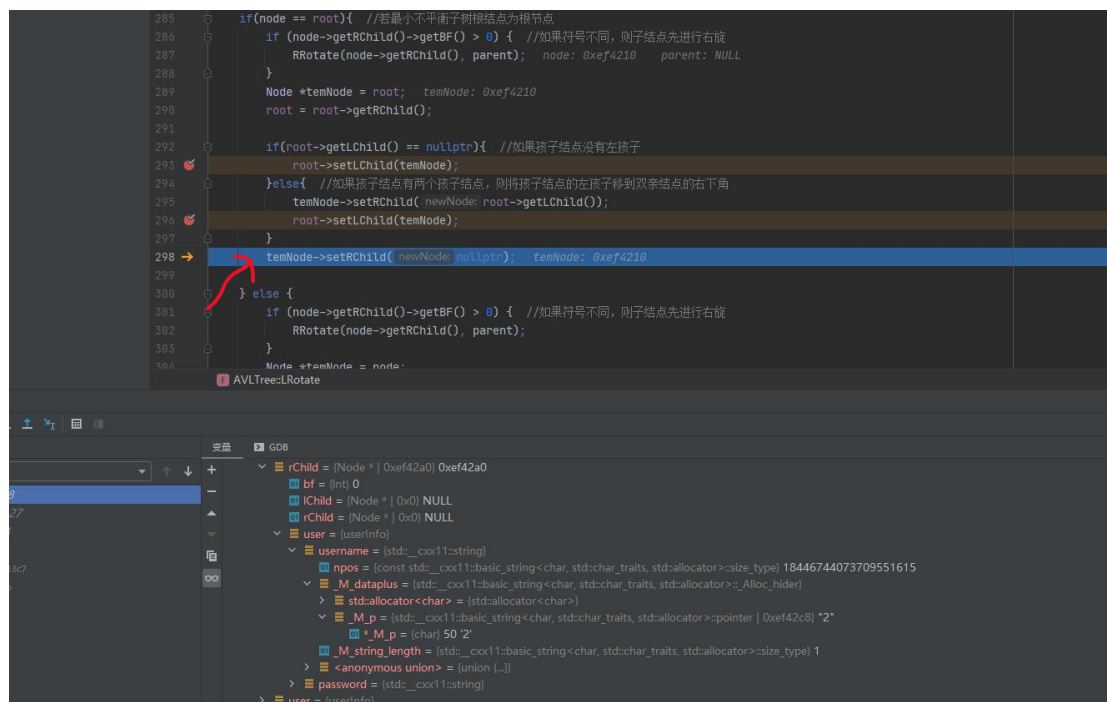 285 if(node == root){ //若最小不平衡子树根结点为根节点
286 if (node->getRChild()->getBF() > 0) { //如果符号不同，则子结点先进行右旋
287 RRotate(node->getRChild(), parent); node: 0xef4210 parent: NULL
288 }
289 Node *temNode = root; temNode: 0xef4210
290 root = root->getRChild();
291
292 if(root->getLChild() == nullptr){ //如果孩子结点没有左孩子
293 root->setLChild(temNode);
294 }else{ //如果孩子结点有两个孩子结点，则将孩子结点的左孩子移到双亲结点的右下角
295 temNode->setRChild( newNode: root->getLChild());
296 root->setLChild(temNode);
297 }
298 temNode->setRChild( newNode: nullptr); temNode: 0xef4210
299
300 } else {
301 if (node->getRChild()->getBF() > 0) { //如果符号不同，则子结点先进行右旋
302 RRotate(node->getRChild(), parent);
303 }
304 Node *temNode = node;
f AVLTree::LRotate
变量 GDB
rChild = {Node * | 0xef42a0} 0xef42a0
01 bf = {int} 0
01 lChild = {Node * | 0x0} NULL
01 rChild = {Node * | 0x0} NULL
27
user = {userInfo}
username = {std::__cxx11::string}
13c7
01 npos = {const std::__cxx11::basic_string<char, std::char_traits, std::allocator>::size_type} 18446744073709551615
_M_dataplus = {std::__cxx11::basic_string<char, std::char_traits, std::allocator>::_Alloc_hider}
std::allocator<char> = {std::allocator<char>}
_M_p = {std::__cxx11::basic_string<char, std::char_traits, std::allocator>::pointer | 0xef42c8} "2"
01 *_M_p = {char} 50 '2'
01 _M_string_length = {std::__cxx11::basic_string<char, std::char_traits, std::allocator>::size_type} 1
<anonymous union> = {union {...}}
password = {std::__cxx11::string}
user = {userInfo}